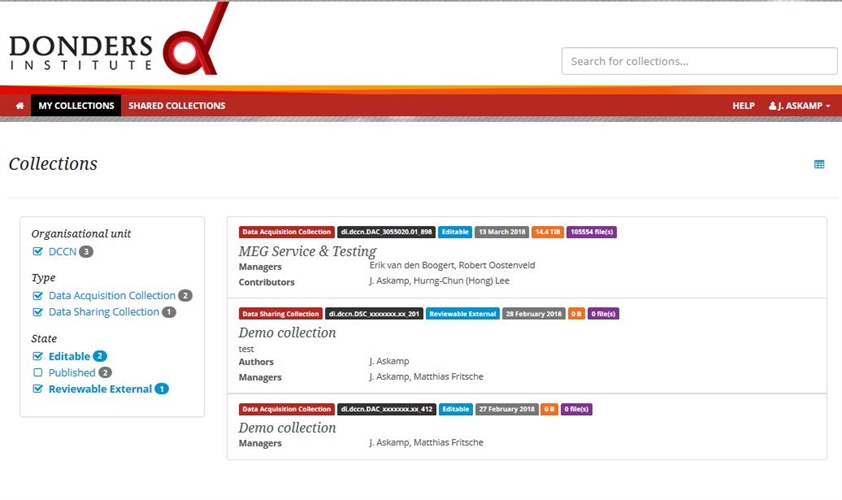 DONDERS
INSTITUTE
Search for collections...
MY COLLECTIONS SHARED COLLECTIONS HELP J. ASKAMP
Collections
Organisational unit
DCCN 3
Type
Data Acquisition Collection 2
Data Sharing Collection 1
State
Editable 2
Published 2
Reviewable External 1
Data Acquisition Collection di.dccn.DAC_3055020.01_898 Editable 13 March 2018 14.4 TiB 105554 file(s)
MEG Service & Testing
Managers Erik van den Boogert, Robert Oostenveld
Contributors J. Askamp, Hurng-Chun (Hong) Lee
Data Sharing Collection di.dccn.DSC_xxxxxxx.xx_201 Reviewable External 28 February 2018 0 B 0 file(s)
Demo collection
test
Authors J. Askamp
Managers J. Askamp, Matthias Fritsche
Data Acquisition Collection di.dccn.DAC_xxxxxxx.xx_412 Editable 27 February 2018 0 B 0 file(s)
Demo collection
Managers J. Askamp, Matthias Fritsche